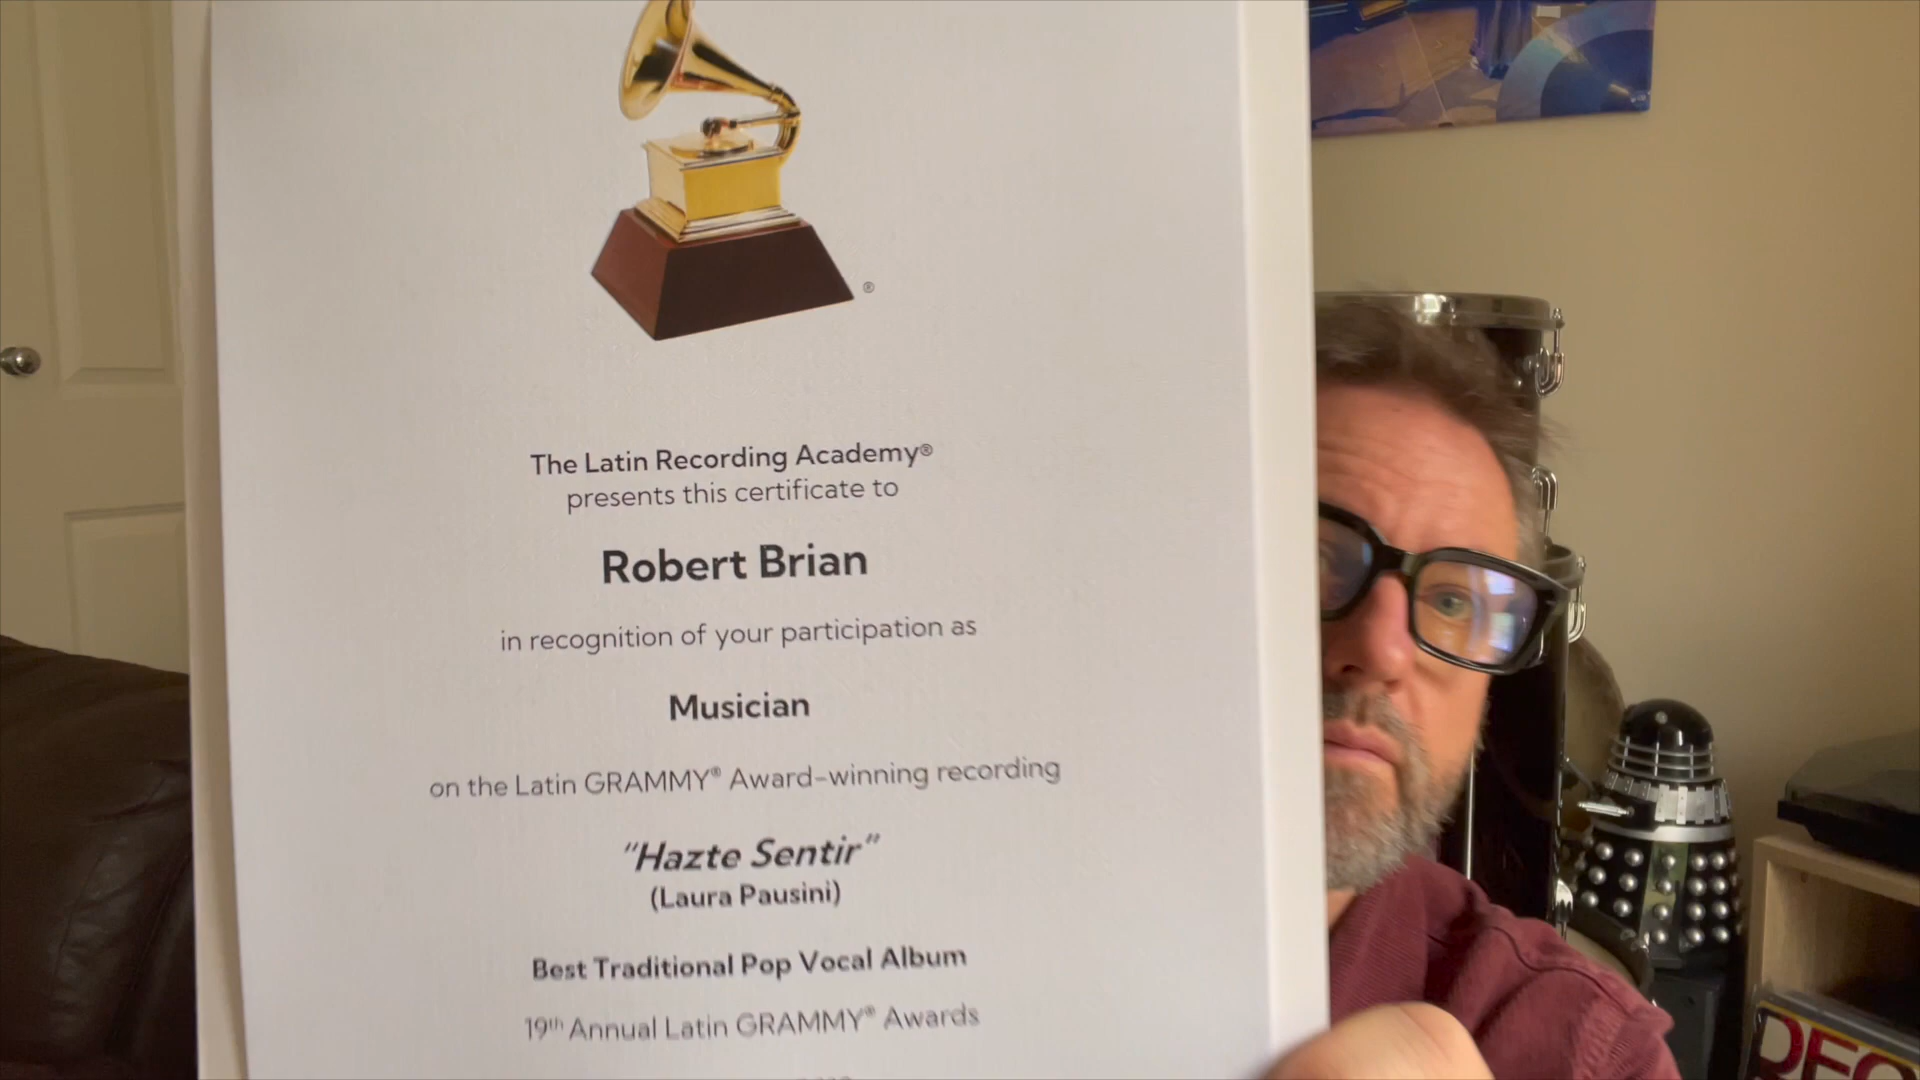 ®
The Latin Recording Academy®
presents this certificate to
Robert Brian
in recognition of your participation as
Musician
on the Latin GRAMMY® Award-winning recording
"Hazte Sentir"
(Laura Pausini)
Best Traditional Pop Vocal Album
19th Annual Latin GRAMMY® Awards